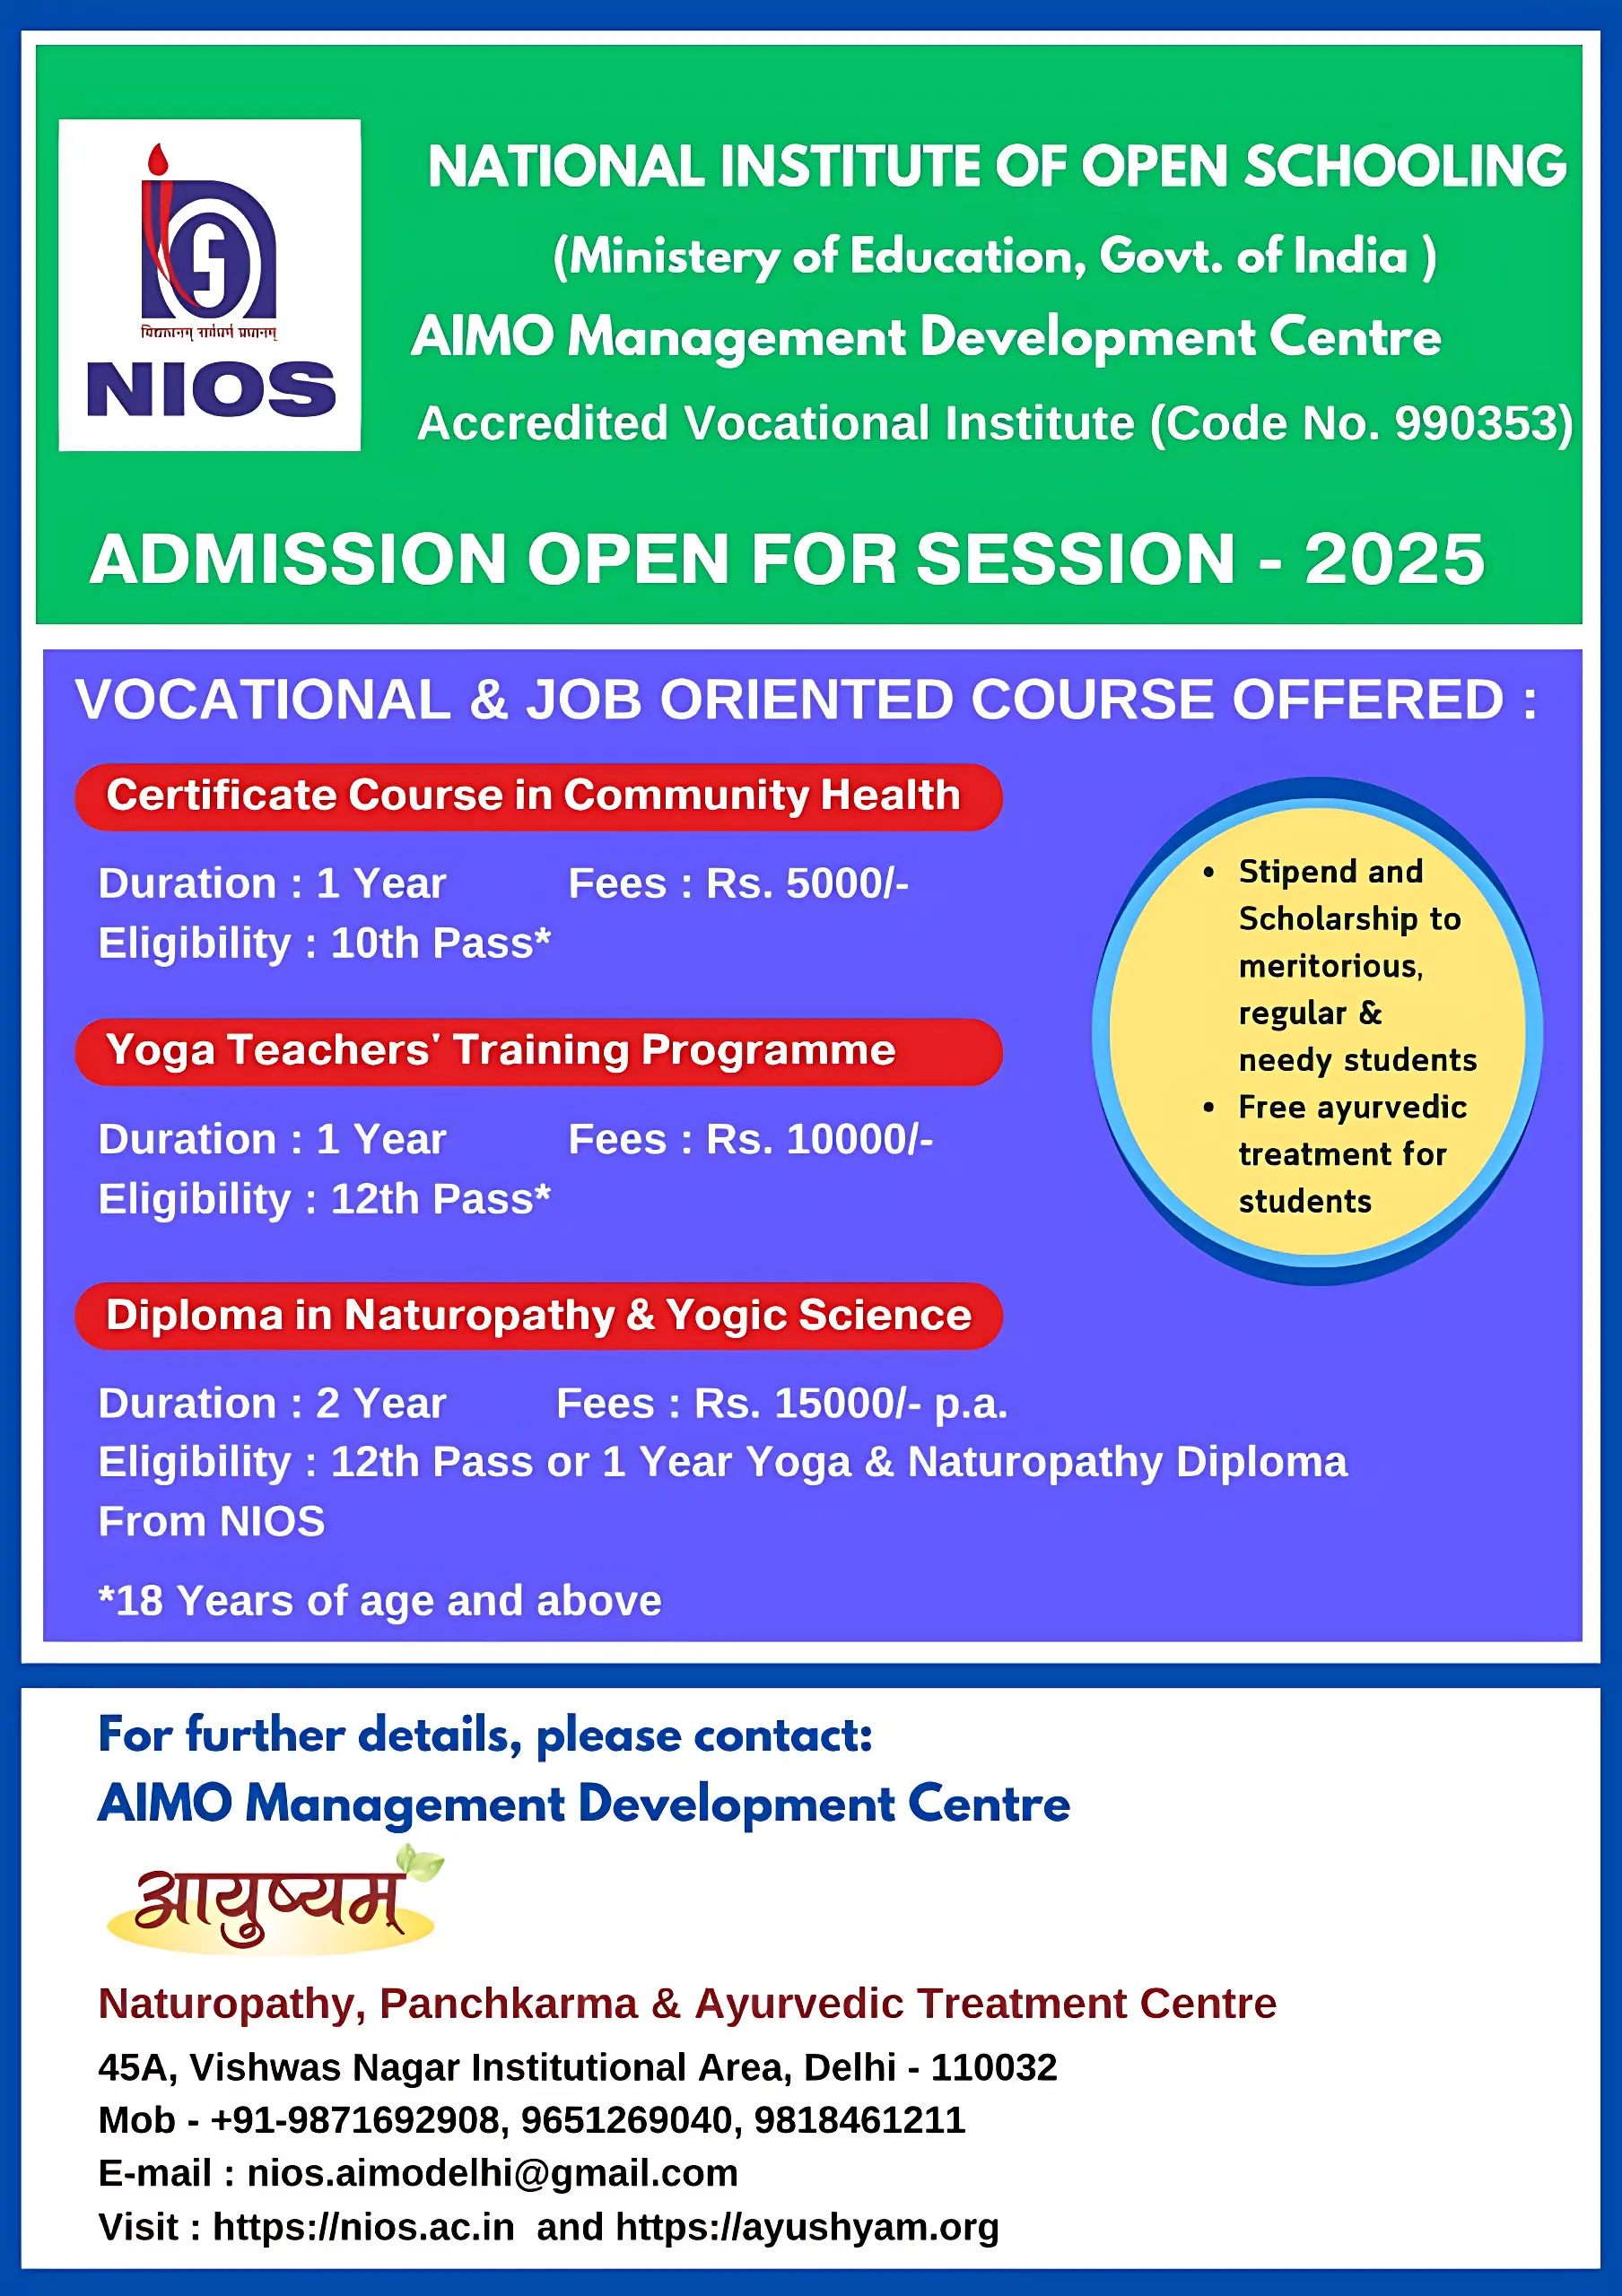 NATIONAL INSTITUTE OF OPEN SCHOOLING
(Ministery of Education, Govt. of India )
AIMO Management Development Centre
Accredited Vocational Institute (Code No. 990353)
NIOS
ADMISSION OPEN FOR SESSION - 2025
VOCATIONAL & JOB ORIENTED COURSE OFFERED :
Certificate Course in Community Health
Duration : 1 Year Fees : Rs. 5000/-
Eligibility : 10th Pass*
Yoga Teachers' Training Programme
Duration : 1 Year Fees : Rs. 10000/-
Eligibility : 12th Pass*
Diploma in Naturopathy & Yogic Science
Duration : 2 Year Fees : Rs. 15000/- p.a.
Eligibility : 12th Pass or 1 Year Yoga & Naturopathy Diploma
From NIOS
*18 Years of age and above
• Stipend and
Scholarship to
meritorious,
regular &
needy students
• Free ayurvedic
treatment for
students
For further details, please contact:
AIMO Management Development Centre
आयुष्यम्
Naturopathy, Panchkarma & Ayurvedic Treatment Centre
45A, Vishwas Nagar Institutional Area, Delhi - 110032
Mob - +91-9871692908, 9651269040, 9818461211
E-mail : nios.aimodelhi@gmail.com
Visit : https://nios.ac.in and https://ayushyam.org